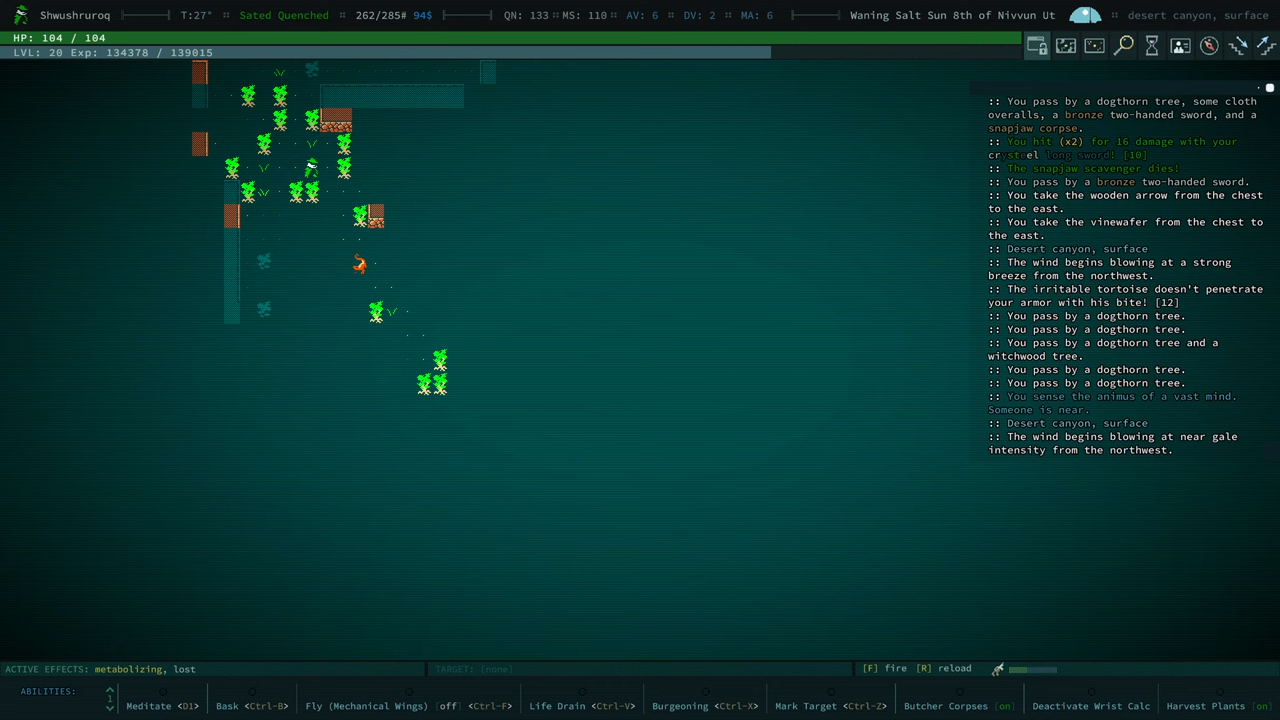 Shwushruroq T:27° :: Sated Quenched :: 262/285# 94$ QN: 133 :: MS: 110 :: AV: 6 :: DV: 2 :: MA: 6 Waning Salt Sun 8th of Nivvun Ut :: desert canyon, surface
HP: 104 / 104
LVL: 20 Exp: 134378 / 139015
:: You pass by a dogthorn tree, some cloth
overalls, a bronze two-handed sword, and a
snapjaw corpse.
:: You hit (x2) for 16 damage with your
crysteel long sword! [10]
:: The snapjaw scavenger dies!
:: You pass by a bronze two-handed sword.
:: You take the wooden arrow from the chest
to the east.
:: You take the vinewafer from the chest to
the east.
:: Desert canyon, surface
:: The wind begins blowing at a strong
breeze from the northwest.
:: The irritable tortoise doesn't penetrate
your armor with his bite! [12]
:: You pass by a dogthorn tree.
:: You pass by a dogthorn tree.
:: You pass by a dogthorn tree and a
witchwood tree.
:: You pass by a dogthorn tree.
:: You pass by a dogthorn tree.
:: You sense the animus of a vast mind.
Someone is near.
:: Desert canyon, surface
:: The wind begins blowing at near gale
intensity from the northwest.
ACTIVE EFFECTS: metabolizing, lost TARGET: [none] [F] fire [R] reload
ABILITIES: 1 Meditate <D1> Bask <Ctrl-B> Fly (Mechanical Wings) [off] <Ctrl-F> Life Drain <Ctrl-V> Burgeoning <Ctrl-X> Mark Target <Ctrl-Z> Butcher Corpses [on] Deactivate Wrist Calc Harvest Plants [on]